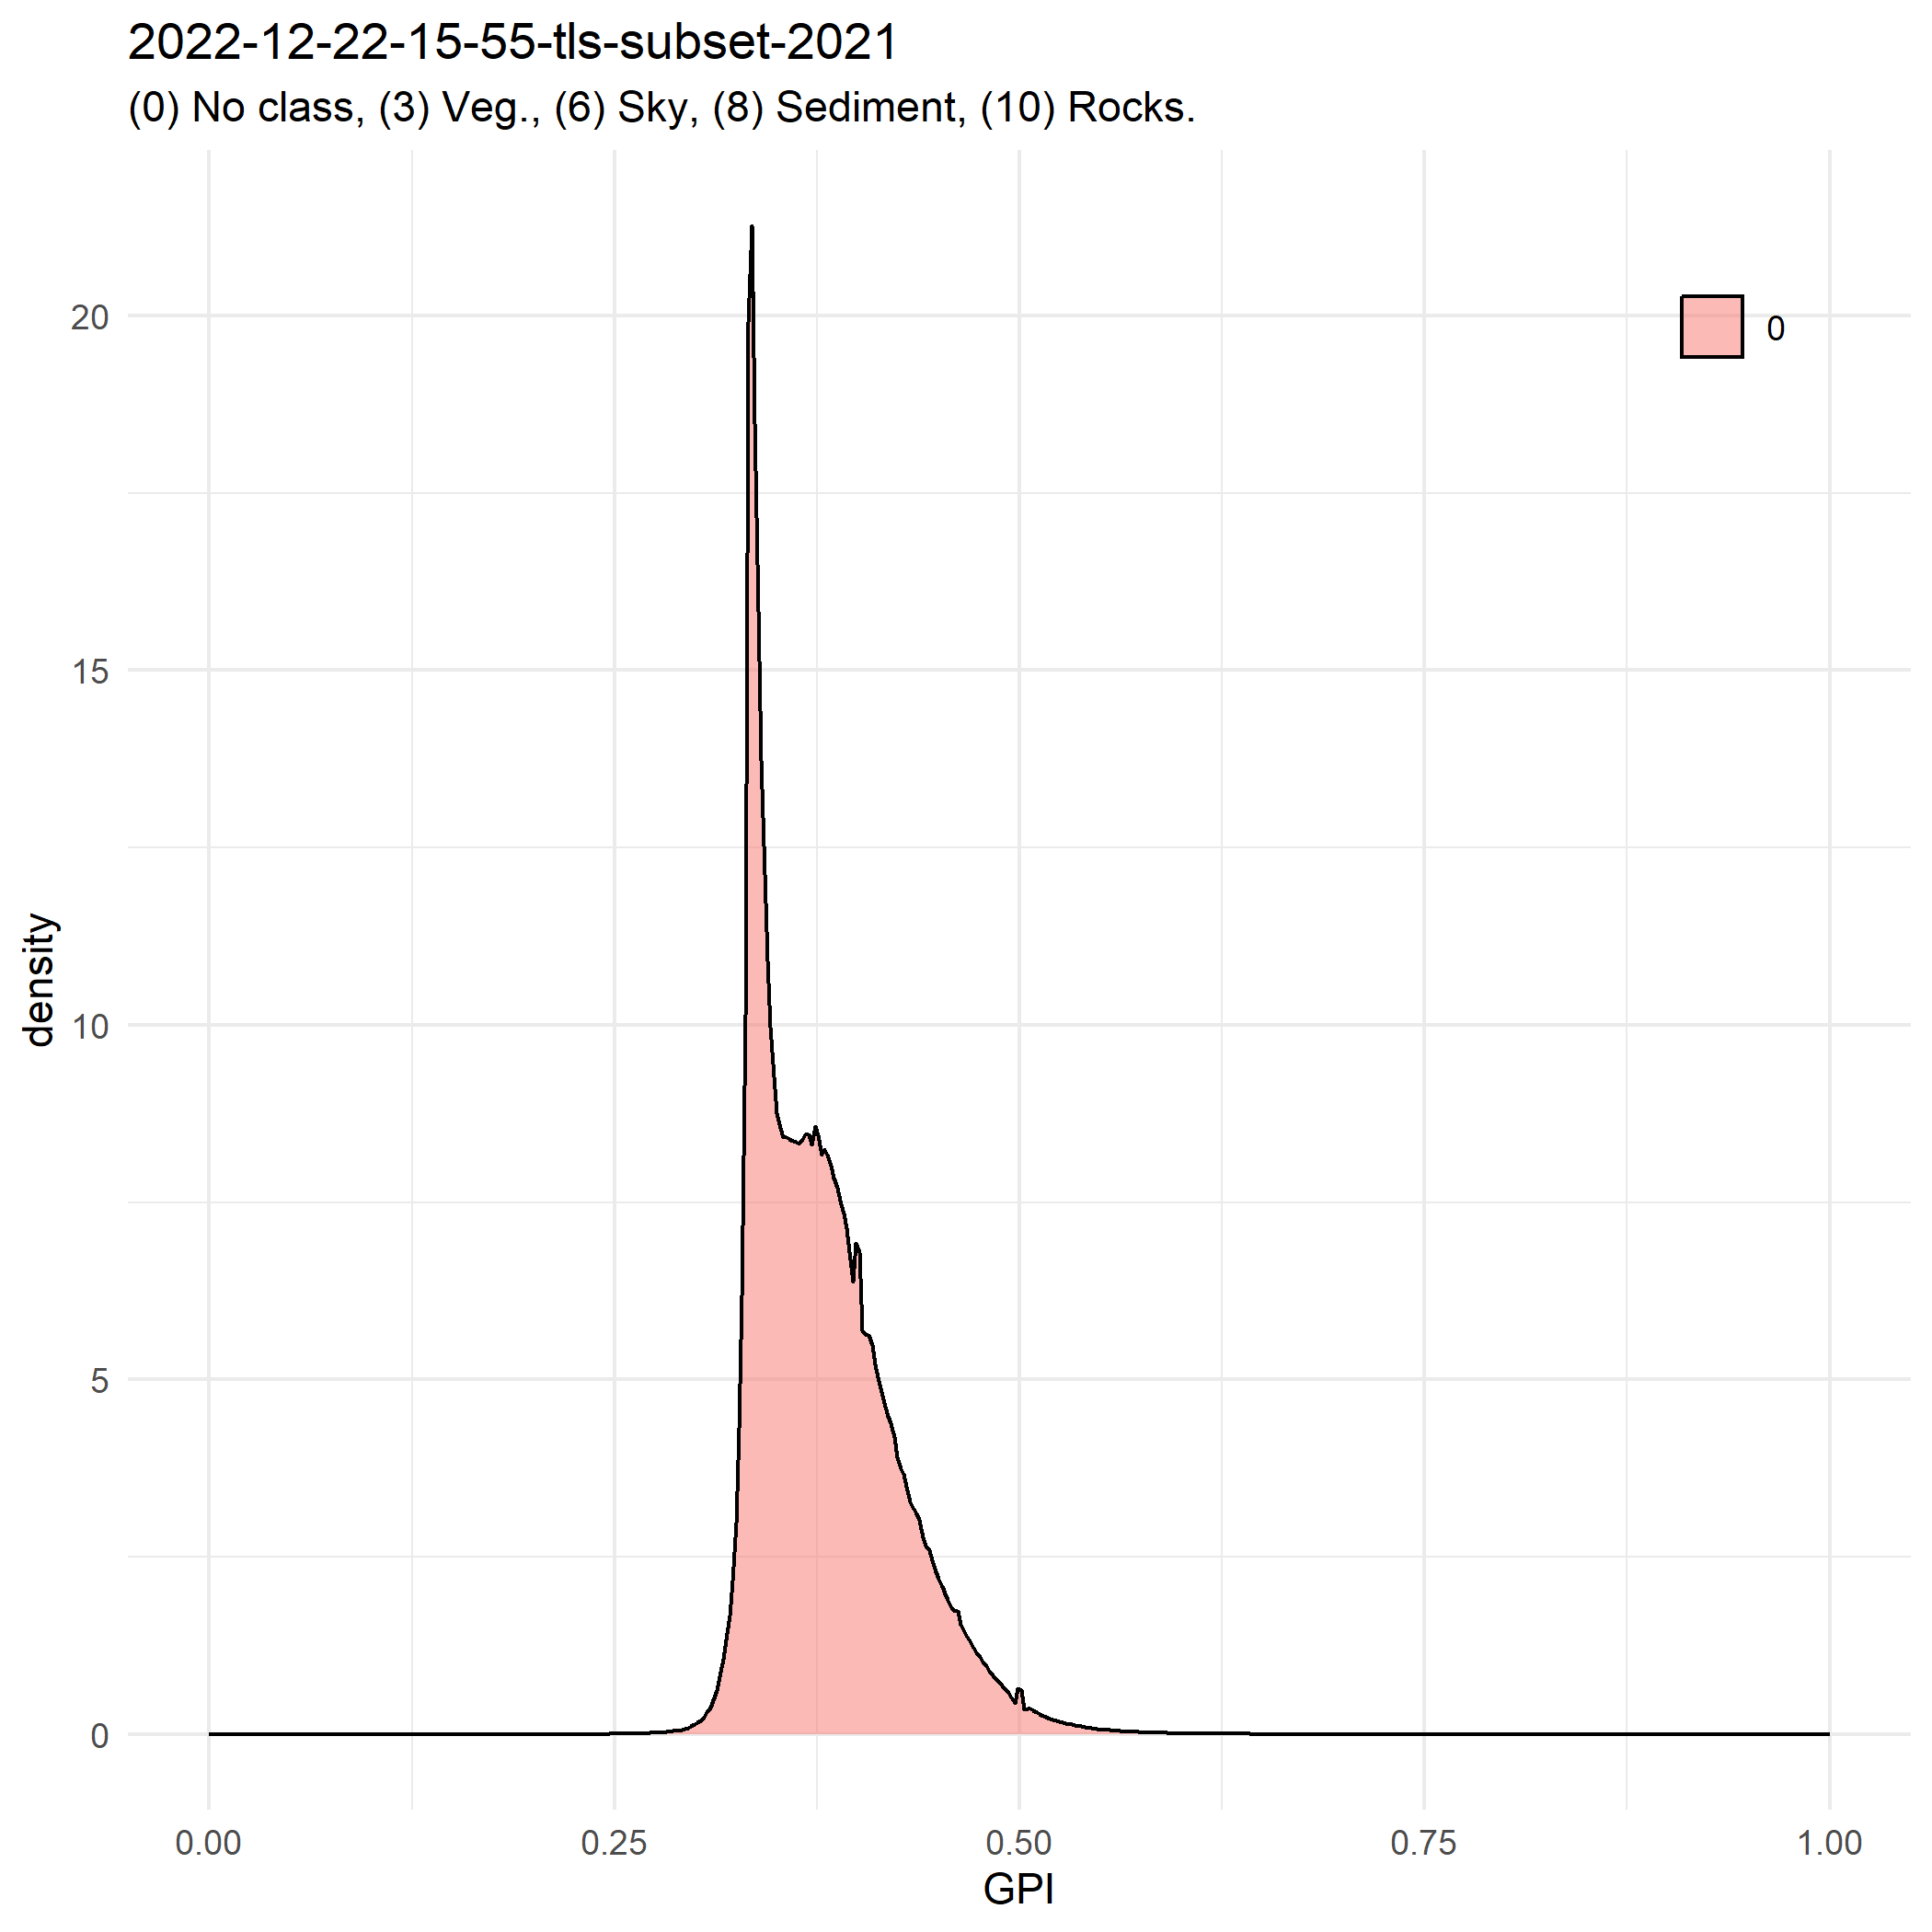 2022-12-22-15-55-tls-subset-2021
(0) No class, (3) Veg., (6) Sky, (8) Sediment, (10) Rocks.
0
20
15
10
5
0
density
0.00 0.25 0.50 0.75 1.00
GPI